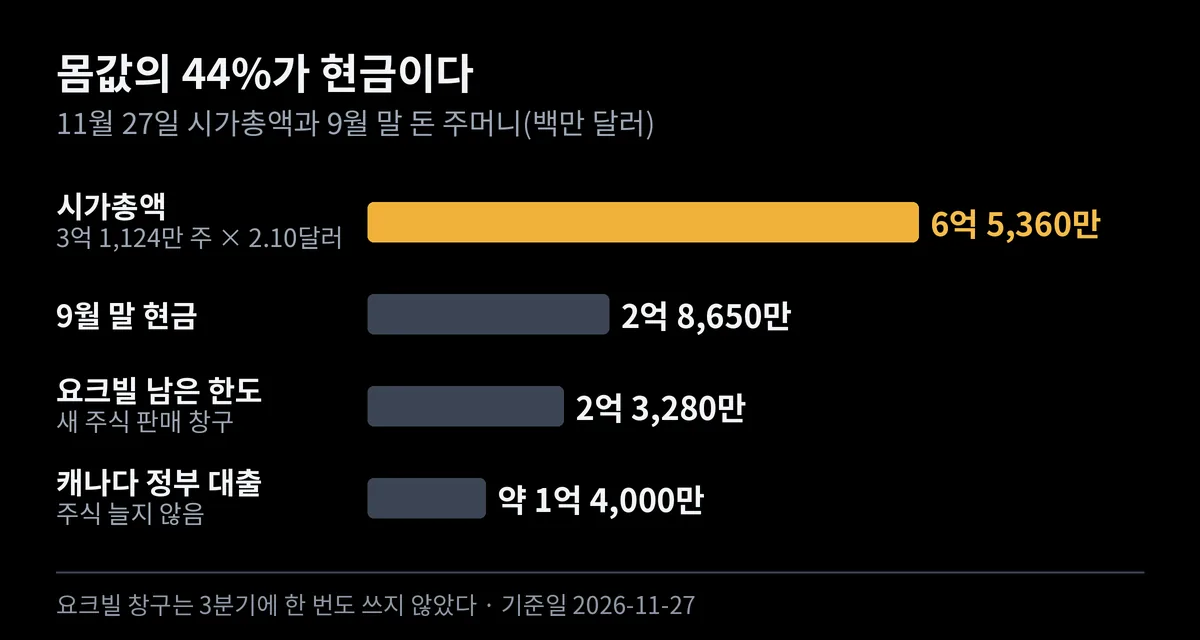 몸값의 44%가 현금이다
11월 27일 시가총액과 9월 말 돈 주머니(백만 달러)
시가총액
3억 1,124만 주 × 2.10달러
6억 5,360만
9월 말 현금
2억 8,650만
요크빌 남은 한도
새 주식 판매 창구
2억 3,280만
캐나다 정부 대출
주식 늘지 않음
약 1억 4,000만
요크빌 창구는 3분기에 한 번도 쓰지 않았다 · 기준일 2026-11-27